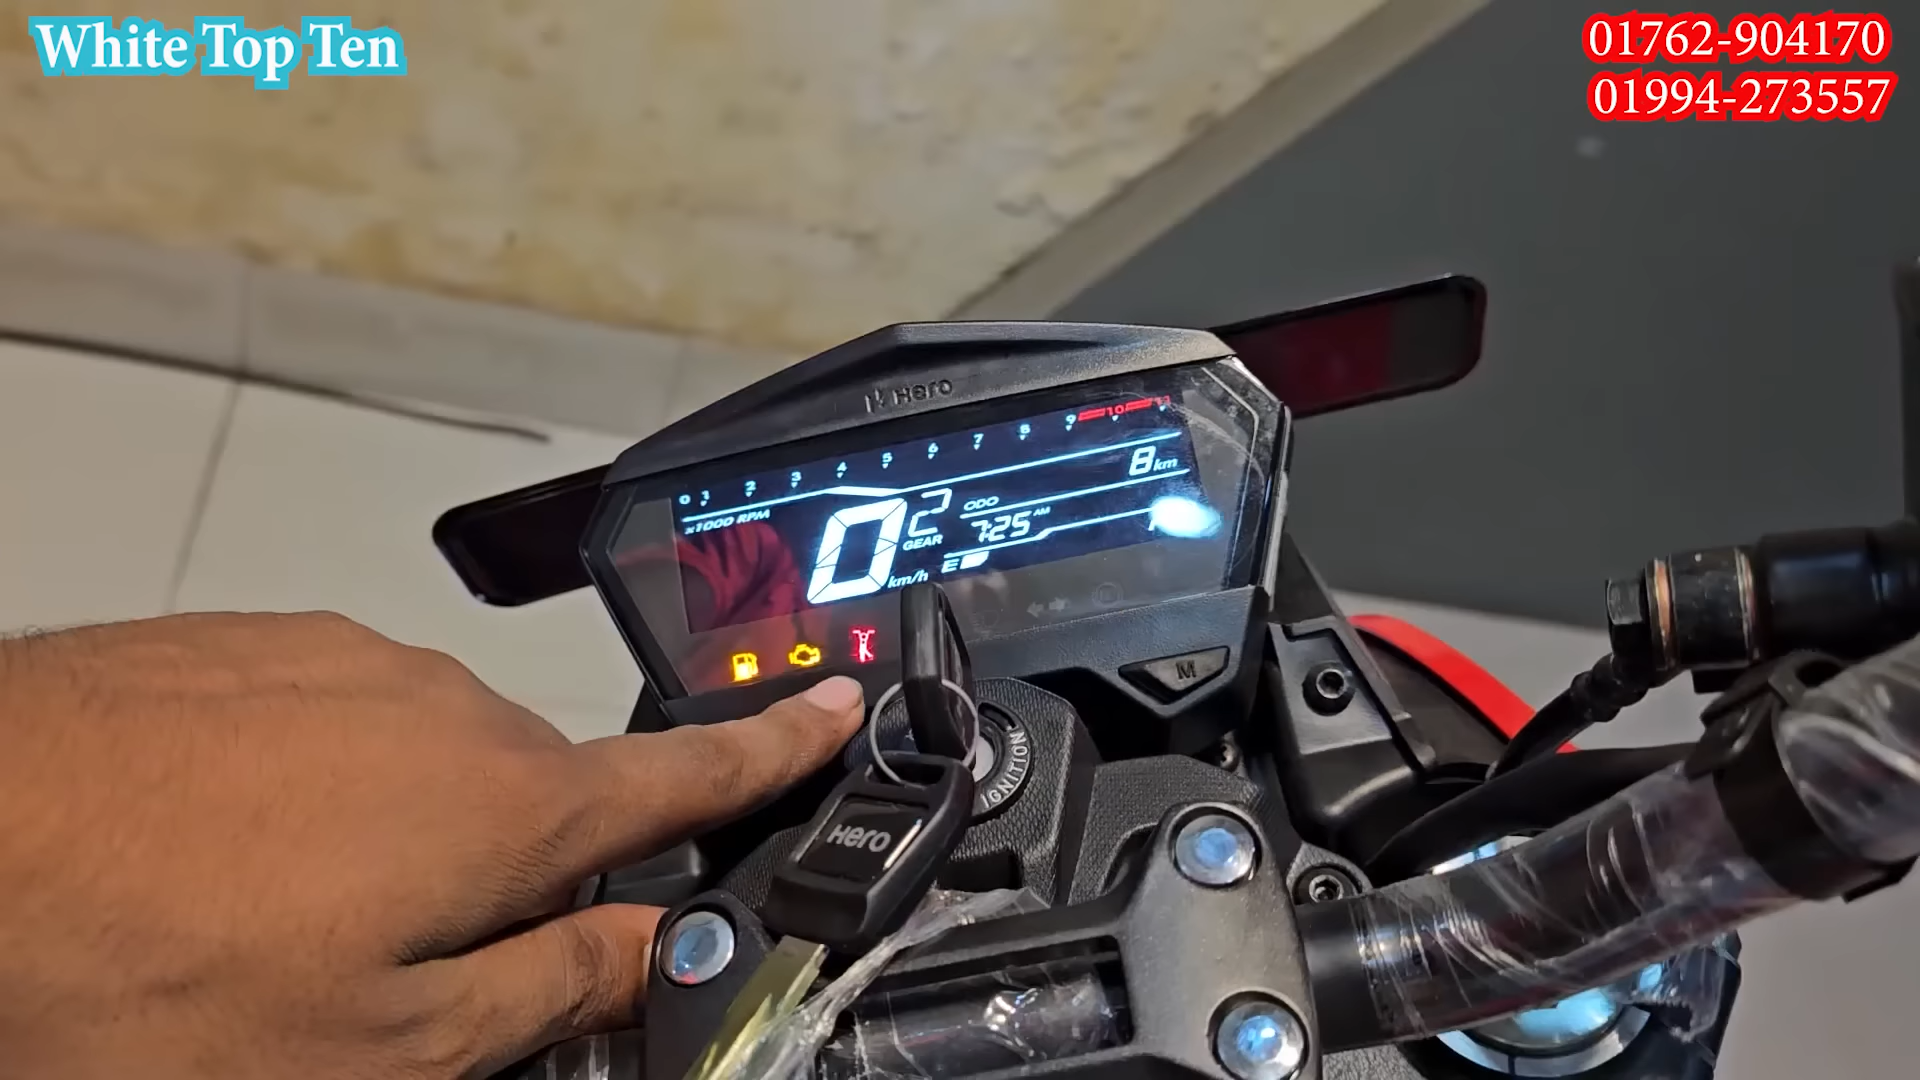 White Top Ten
01762-904170
01994-273557
Hero
0 1 2 3 4 5 6 7 8 9 10 11
x1000 RPM
8 km
ODO
2
GEAR
7:25 AM
0
km/h
E
M
IGNITION
Hero